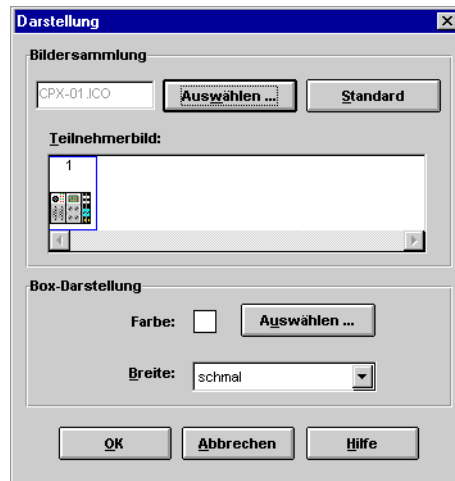 Darstellung
Bildersammlung
CPX-01.ICO Auswählen ... Standard
Teilnehmerbild:
1
Box-Darstellung
Farbe: Auswählen ...
Breite: schmal
OK Abbrechen Hilfe